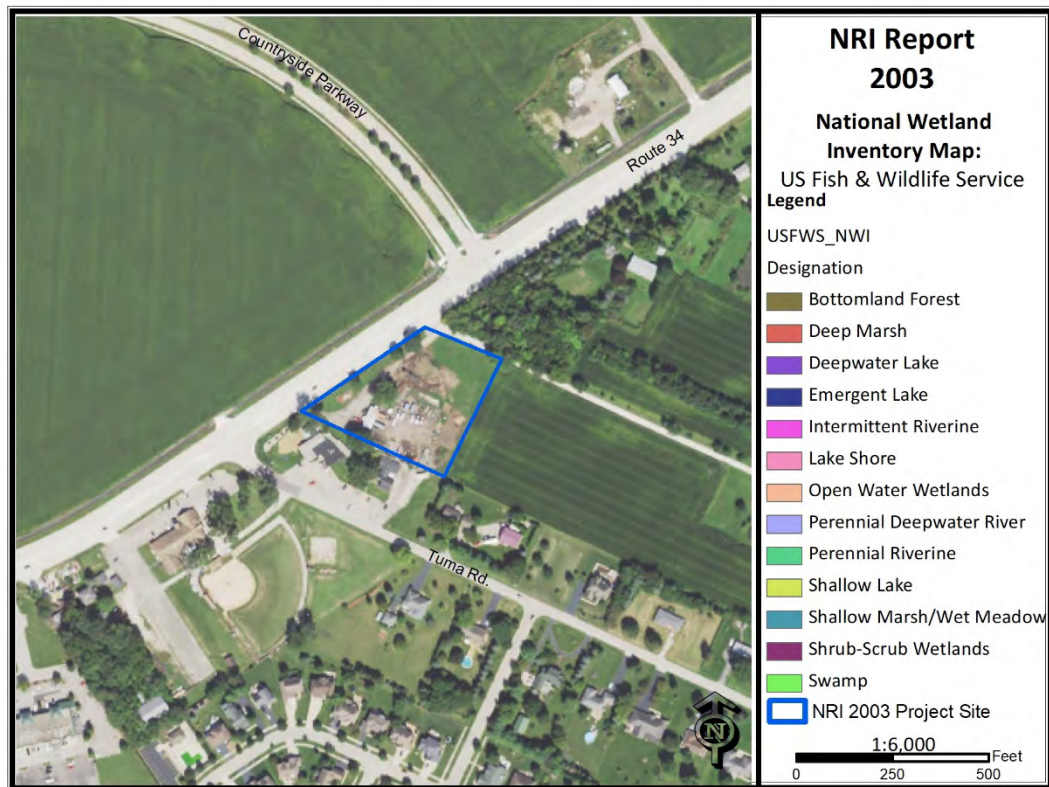 Countryside Parkway
Route 34
Tuma Rd.
N
NRI Report
2003
National Wetland
Inventory Map:
US Fish & Wildlife Service
Legend
USFWS_NWI
Designation
Bottomland Forest
Deep Marsh
Deepwater Lake
Emergent Lake
Intermittent Riverine
Lake Shore
Open Water Wetlands
Perennial Deepwater River
Perennial Riverine
Shallow Lake
Shallow Marsh/Wet Meadow
Shrub-Scrub Wetlands
Swamp
NRI 2003 Project Site
1:6,000
Feet
0 250 500